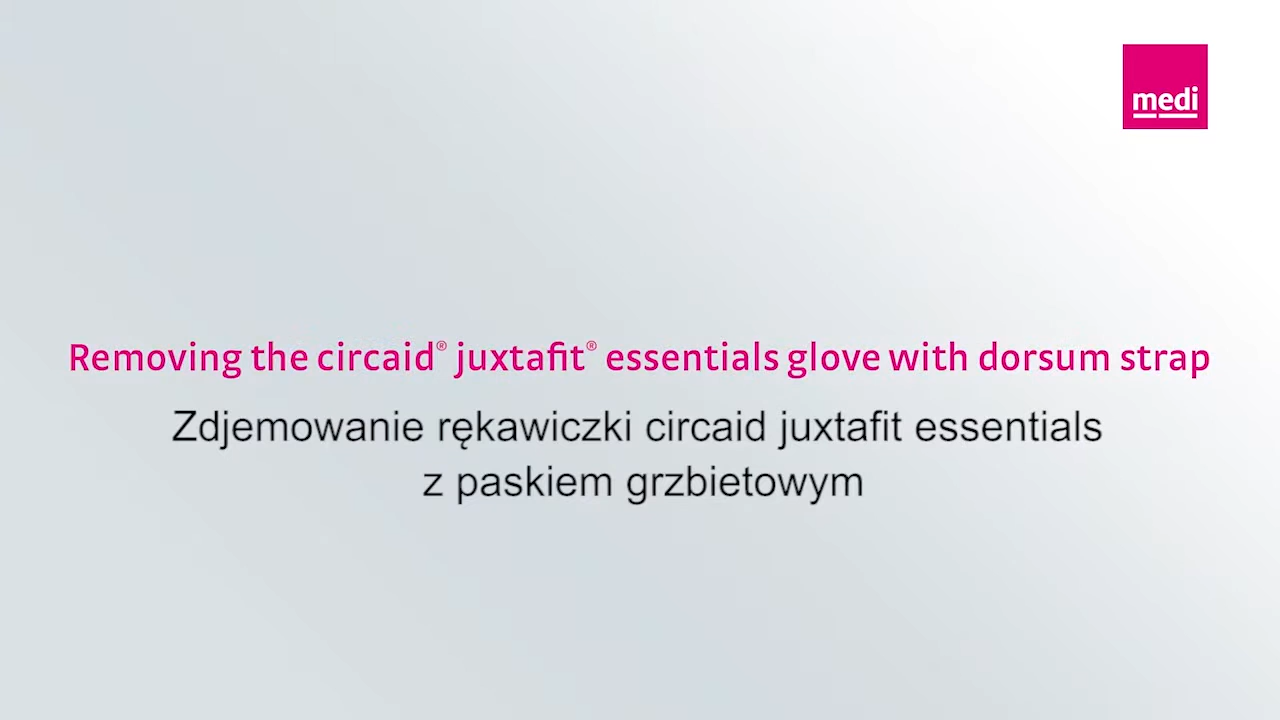 medi
Removing the circaid® juxtafit® essentials glove with dorsum strap
Zdjemowanie rękawiczki circaid juxtafit essentials
z paskiem grzbietowym